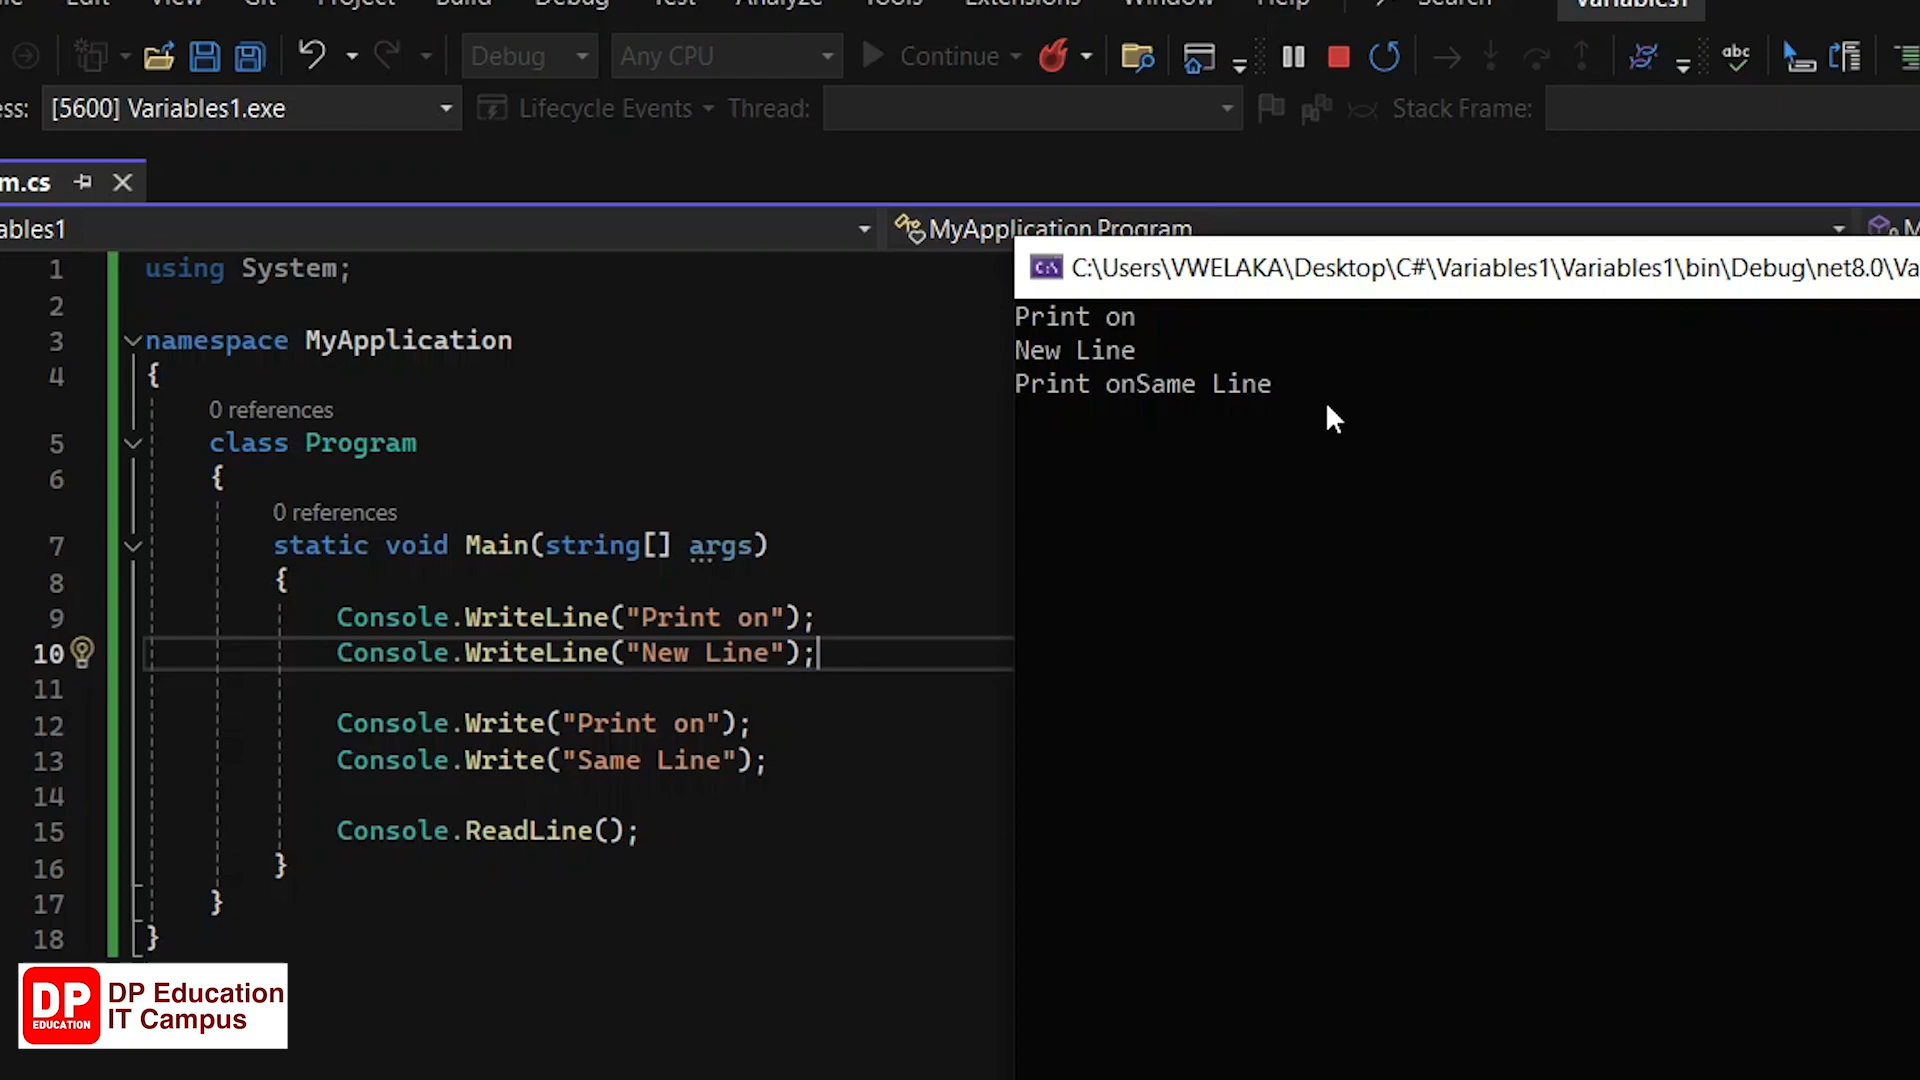 Debug
Any CPU
Continue
[5600] Variables1.exe
Lifecycle Events
Thread:
Stack Frame:
m.cs
ables1
MyApplication.Program
C:\Users\VWELAKA\Desktop\C#\Variables1\Variables1\bin\Debug\net8.0\Va
Print on
New Line
Print onSame Line
1 using System;
2
3 namespace MyApplication
4 {
0 references
5 class Program
6 {
0 references
7 static void Main(string[] args)
8 {
9 Console.WriteLine("Print on");
10 Console.WriteLine("New Line");
11
12 Console.Write("Print on");
13 Console.Write("Same Line");
14
15 Console.ReadLine();
16 }
17 }
18 }
DP
EDUCATION
DP Education
IT Campus